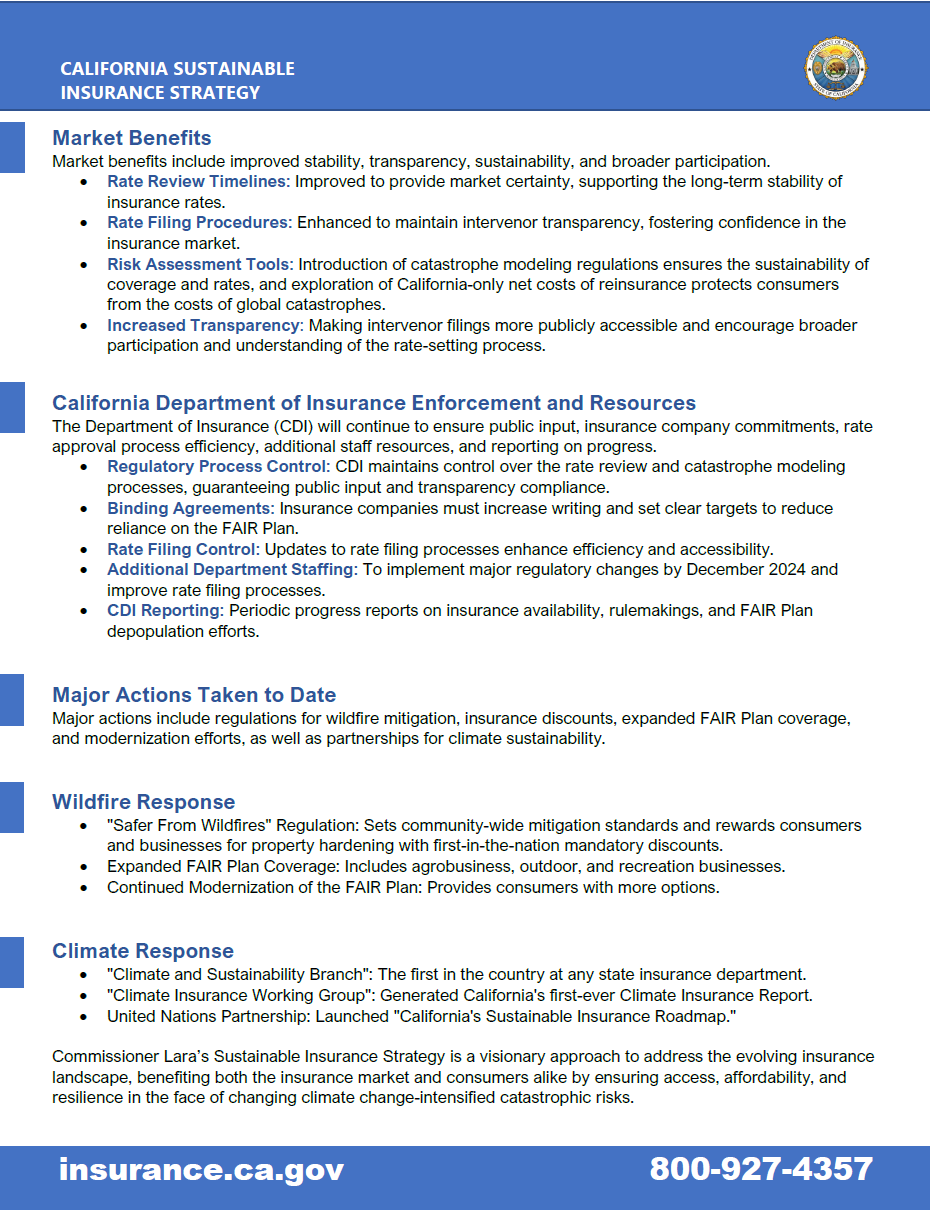 CALIFORNIA SUSTAINABLE
INSURANCE STRATEGY
Market Benefits
Market benefits include improved stability, transparency, sustainability, and broader participation.
• Rate Review Timelines: Improved to provide market certainty, supporting the long-term stability of
insurance rates.
• Rate Filing Procedures: Enhanced to maintain intervenor transparency, fostering confidence in the
insurance market.
• Risk Assessment Tools: Introduction of catastrophe modeling regulations ensures the sustainability of
coverage and rates, and exploration of California-only net costs of reinsurance protects consumers
from the costs of global catastrophes.
• Increased Transparency: Making intervenor filings more publicly accessible and encourage broader
participation and understanding of the rate-setting process.
California Department of Insurance Enforcement and Resources
The Department of Insurance (CDI) will continue to ensure public input, insurance company commitments, rate
approval process efficiency, additional staff resources, and reporting on progress.
• Regulatory Process Control: CDI maintains control over the rate review and catastrophe modeling
processes, guaranteeing public input and transparency compliance.
• Binding Agreements: Insurance companies must increase writing and set clear targets to reduce
reliance on the FAIR Plan.
• Rate Filing Control: Updates to rate filing processes enhance efficiency and accessibility.
• Additional Department Staffing: To implement major regulatory changes by December 2024 and
improve rate filing processes.
• CDI Reporting: Periodic progress reports on insurance availability, rulemakings, and FAIR Plan
depopulation efforts.
Major Actions Taken to Date
Major actions include regulations for wildfire mitigation, insurance discounts, expanded FAIR Plan coverage,
and modernization efforts, as well as partnerships for climate sustainability.
Wildfire Response
• "Safer From Wildfires" Regulation: Sets community-wide mitigation standards and rewards consumers
and businesses for property hardening with first-in-the-nation mandatory discounts.
• Expanded FAIR Plan Coverage: Includes agrobusiness, outdoor, and recreation businesses.
• Continued Modernization of the FAIR Plan: Provides consumers with more options.
Climate Response
• "Climate and Sustainability Branch": The first in the country at any state insurance department.
• "Climate Insurance Working Group": Generated California's first-ever Climate Insurance Report.
• United Nations Partnership: Launched "California's Sustainable Insurance Roadmap."
Commissioner Lara’s Sustainable Insurance Strategy is a visionary approach to address the evolving insurance
landscape, benefiting both the insurance market and consumers alike by ensuring access, affordability, and
resilience in the face of changing climate change-intensified catastrophic risks.
insurance.ca.gov
800-927-4357